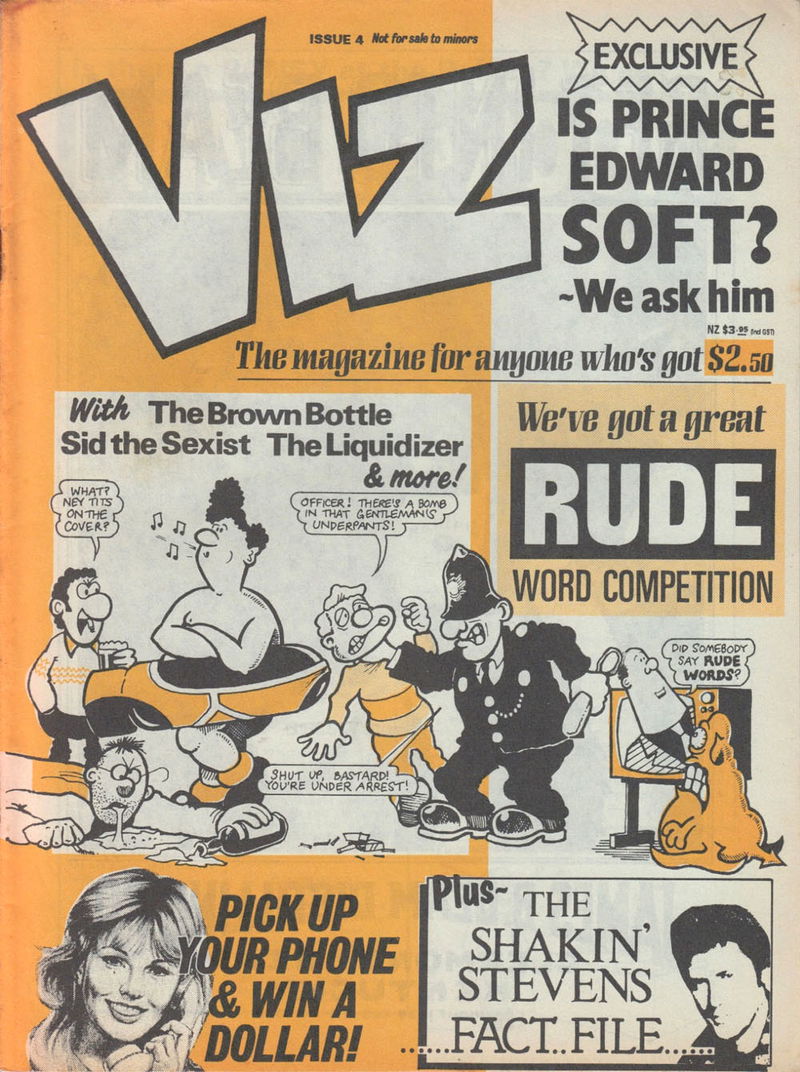 ISSUE 4 Not for sale to minors
VIZ
EXCLUSIVE
IS PRINCE
EDWARD
SOFT?
~We ask him
NZ $3.95 (incl GST)
The magazine for anyone who's got $2.50
With The Brown Bottle
Sid the Sexist The Liquidizer
& more!
We've got a great
RUDE
WORD COMPETITION
WHAT?
NEY TITS
ON THE
COVER?
OFFICER! THERE'S A BOMB
IN THAT GENTLEMAN'S
UNDERPANTS!
DID SOMEBODY
SAY RUDE
WORDS?
SHUT UP, BASTARD!
YOU'RE UNDER ARREST!
PICK UP
YOUR PHONE
& WIN A
DOLLAR!
Plus~ THE
SHAKIN'
STEVENS
.....FACT..FILE.....